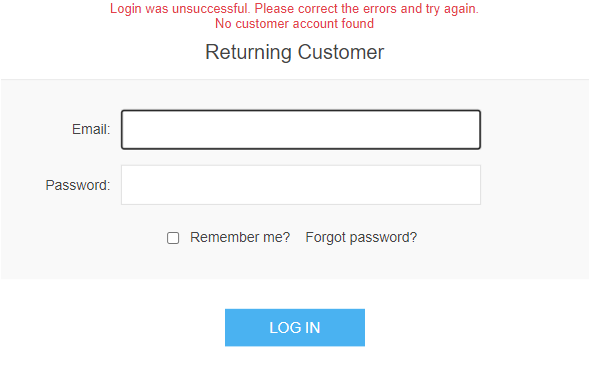 Login was unsuccessful. Please correct the errors and try again.
No customer account found
Returning Customer
Email:
Password:
Remember me? Forgot password?
LOG IN